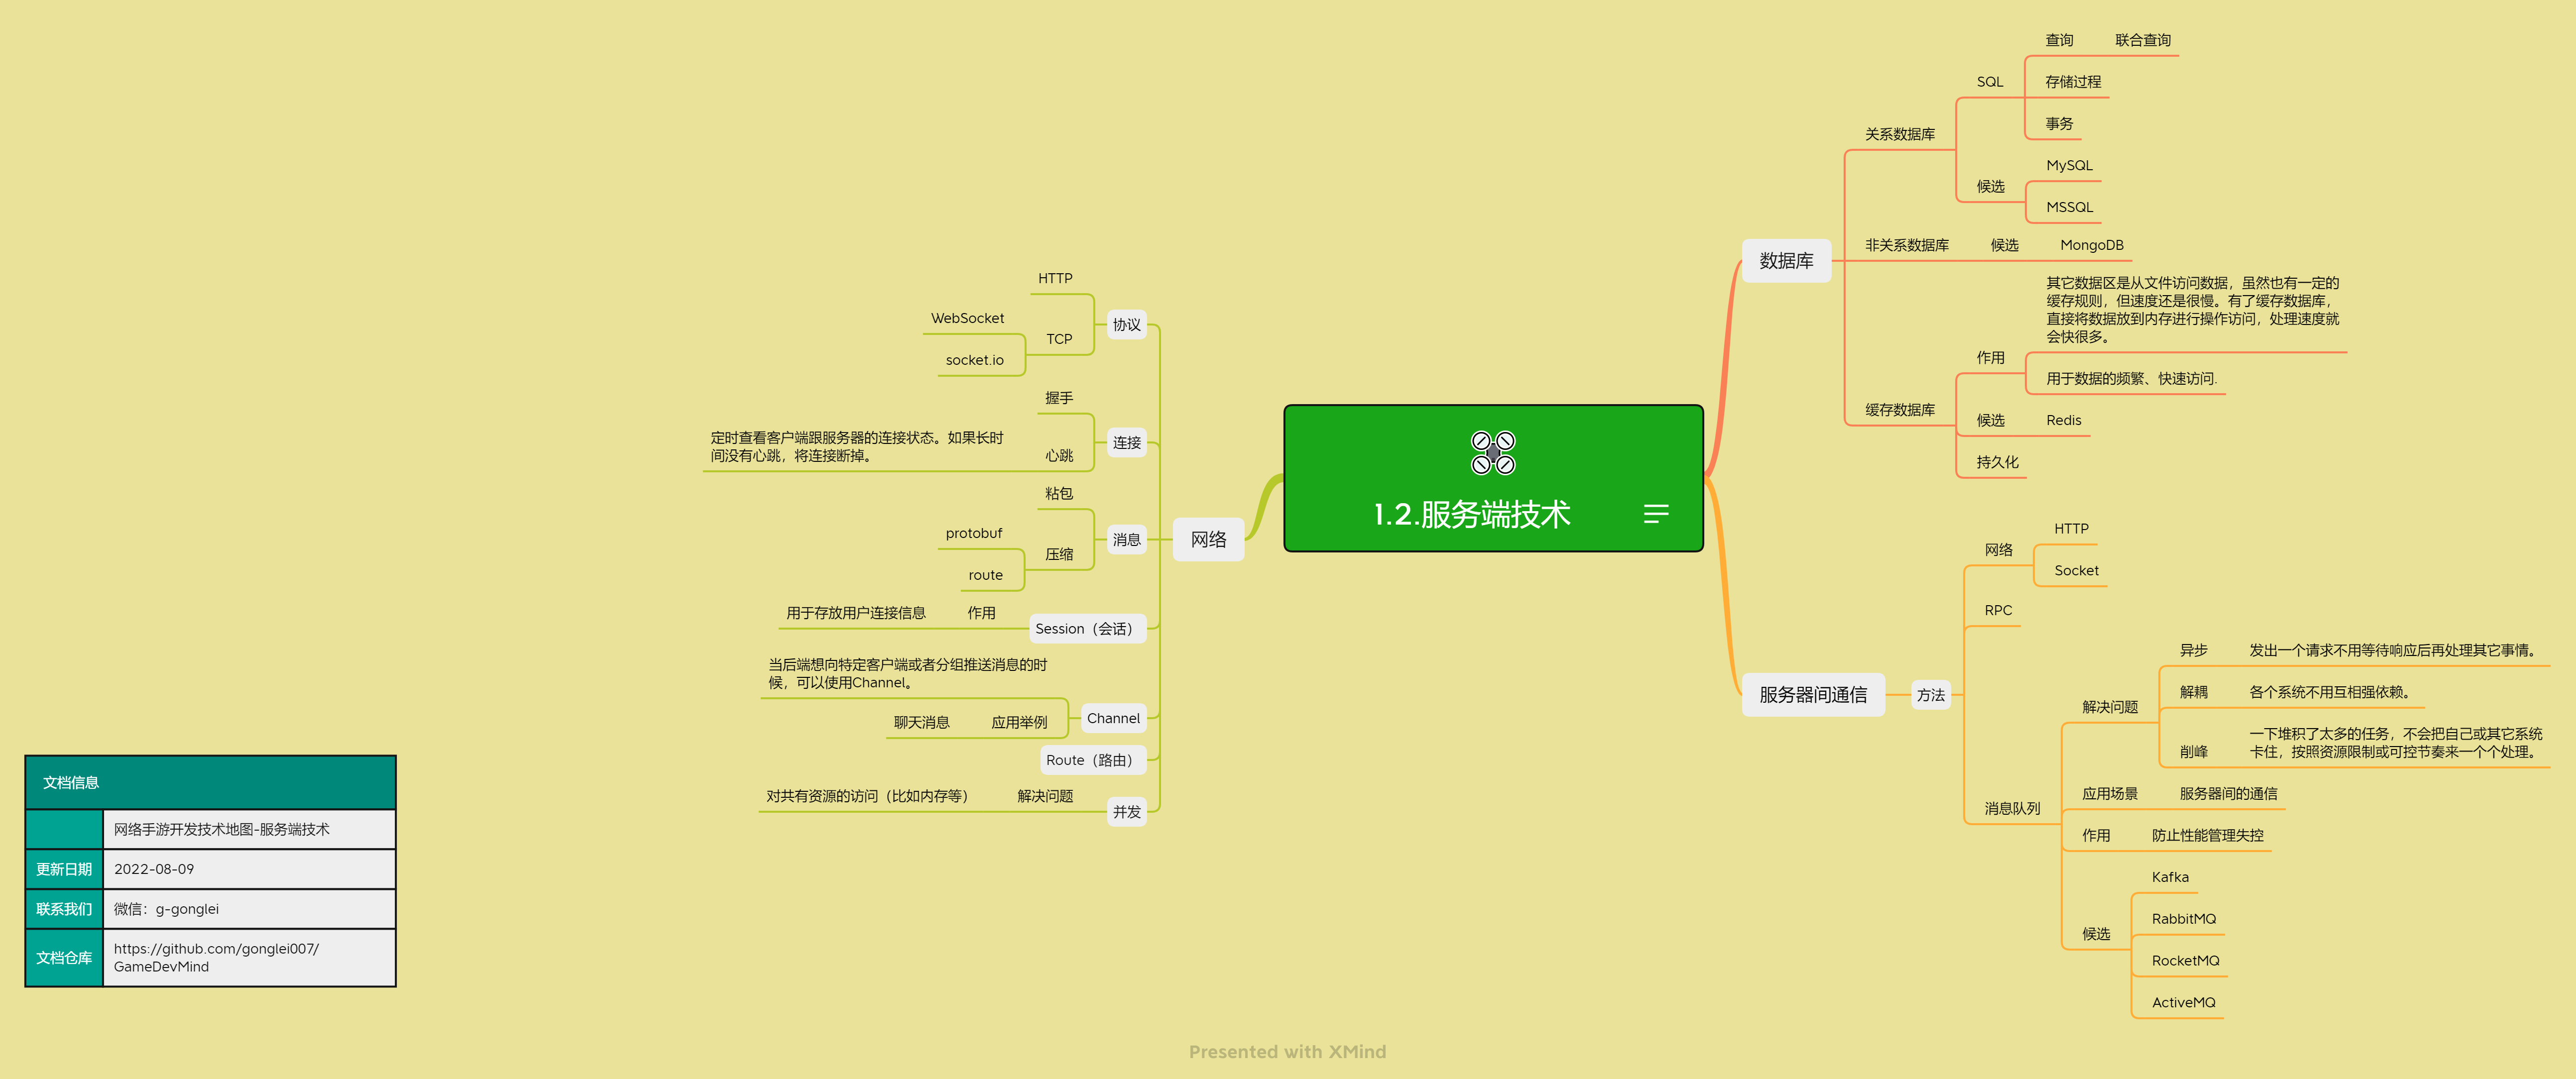 1.2.服务端技术
数据库
关系数据库
SQL
查询
联合查询
存储过程
事务
候选
MySQL
MSSQL
非关系数据库
候选
MongoDB
缓存数据库
作用
其它数据区是从文件访问数据，虽然也有一定的
缓存规则，但速度还是很慢。有了缓存数据库，
直接将数据放到内存进行操作访问，处理速度就
会快很多。
用于数据的频繁、快速访问.
候选
Redis
持久化
服务器间通信
方法
网络
HTTP
Socket
RPC
消息队列
解决问题
异步
发出一个请求不用等待响应后再处理其它事情。
解耦
各个系统不用互相强依赖。
削峰
一下堆积了太多的任务，不会把自己或其它系统
卡住，按照资源限制或可控节奏来一个个处理。
应用场景
服务器间的通信
作用
防止性能管理失控
候选
Kafka
RabbitMQ
RocketMQ
ActiveMQ
网络
协议
HTTP
TCP
WebSocket
socket.io
连接
握手
心跳
定时查看客户端跟服务器的连接状态。如果长时
间没有心跳，将连接断掉。
消息
粘包
压缩
protobuf
route
Session（会话）
作用
用于存放用户连接信息
Channel
当后端想向特定客户端或者分组推送消息的时
候，可以使用Channel。
应用举例
聊天消息
Route（路由）
并发
解决问题
对共有资源的访问（比如内存等）
文档信息
网络手游开发技术地图-服务端技术
更新日期
2022-08-09
联系我们
微信：g-gonglei
文档仓库
https://github.com/gonglei007/
GameDevMind
Presented with XMind